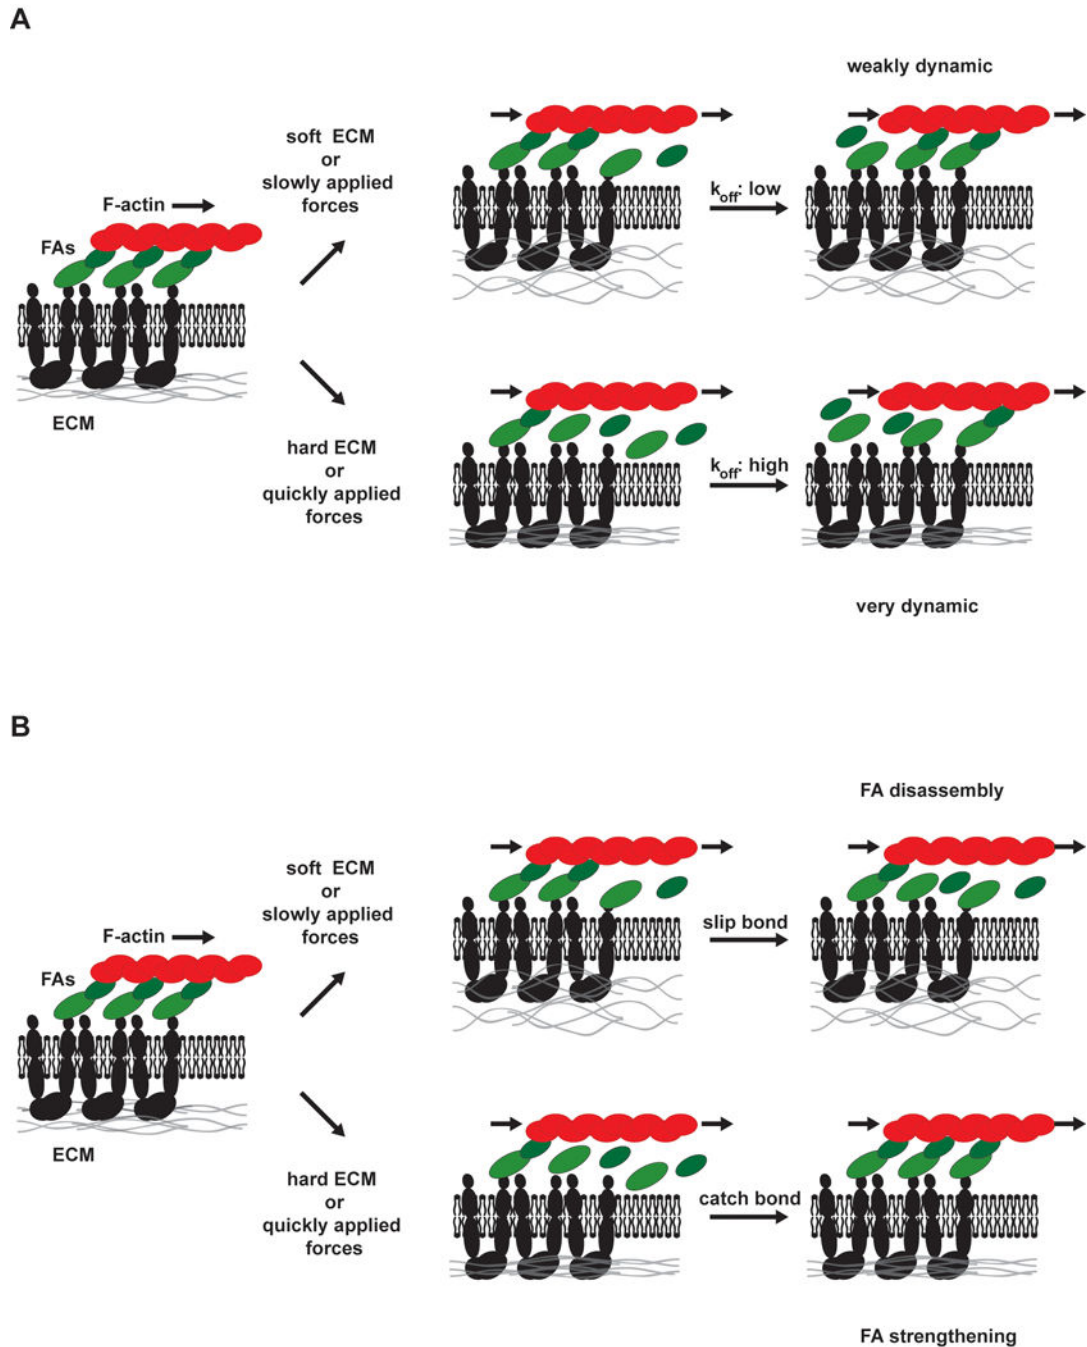 A
weakly dynamic
soft ECM
or
slowly applied
forces
F-actin
FAs
koff: low
ECM
hard ECM
or
quickly applied
forces
koff: high
very dynamic
B
FA disassembly
soft ECM
or
slowly applied
forces
slip bond
F-actin
FAs
ECM
hard ECM
or
quickly applied
forces
catch bond
FA strengthening